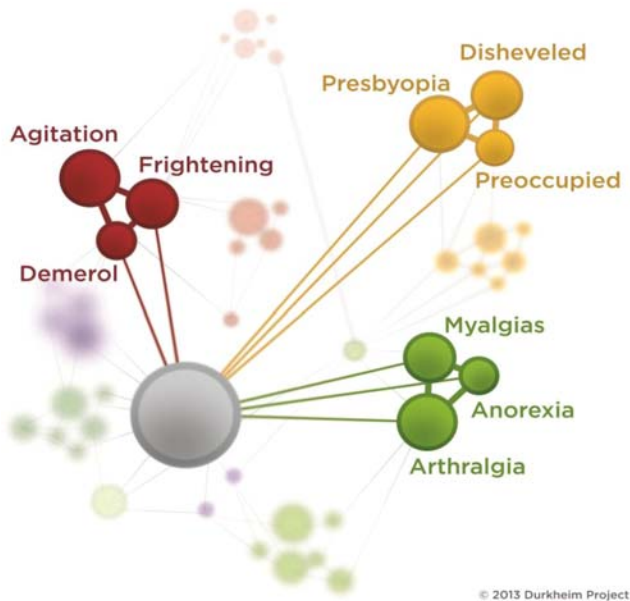 Disheveled
Presbyopia
Agitation
Frightening
Preoccupied
Demerol
Myalgias
Anorexia
Arthralgia
© 2013 Durkheim Project